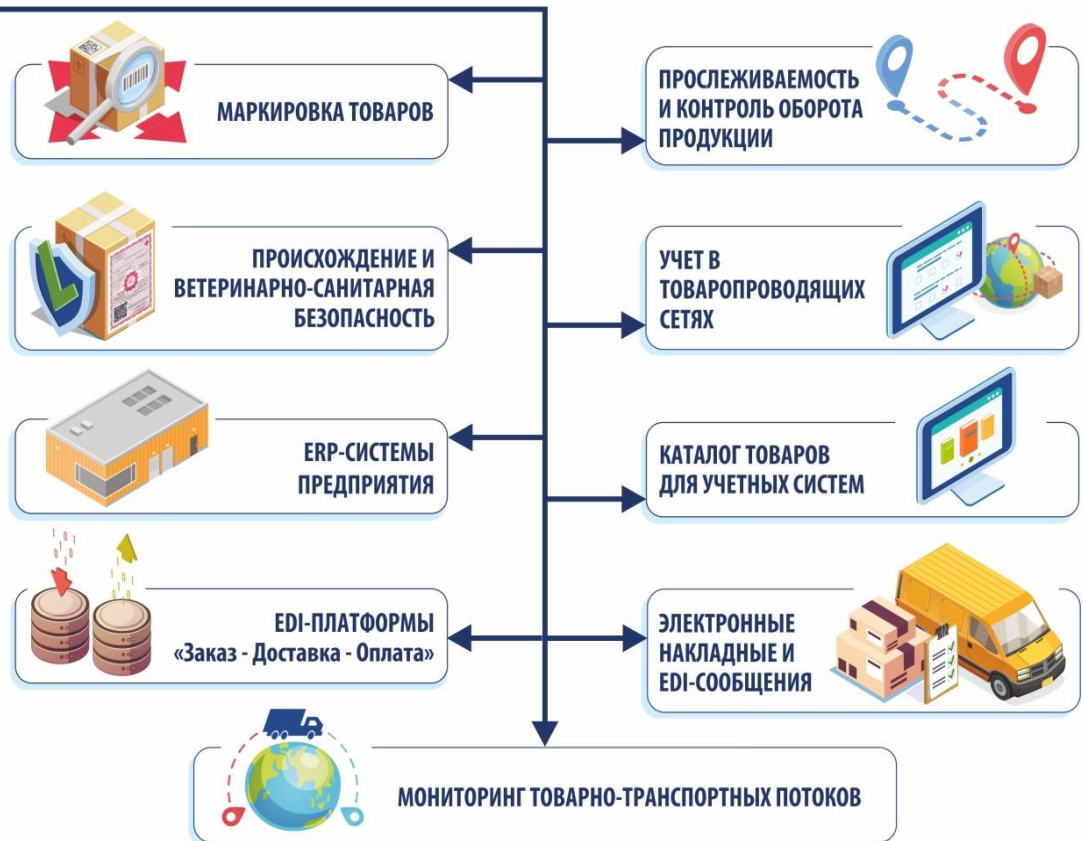 МАРКИРОВКА ТОВАРОВ
ПРОСЛЕЖИВАЕМОСТЬ
И КОНТРОЛЬ ОБОРОТА
ПРОДУКЦИИ
ПРОИСХОЖДЕНИЕ И
ВЕТЕРИНАРНО-САНИТАРНАЯ
БЕЗОПАСНОСТЬ
УЧЕТ В
ТОВАРОПРОВОДЯЩИХ
СЕТЯХ
ERP-СИСТЕМЫ
ПРЕДПРИЯТИЯ
КАТАЛОГ ТОВАРОВ
ДЛЯ УЧЕТНЫХ СИСТЕМ
EDI-ПЛАТФОРМЫ
«Заказ - Доставка - Оплата»
ЭЛЕКТРОННЫЕ
НАКЛАДНЫЕ И
EDI-СООБЩЕНИЯ
МОНИТОРИНГ ТОВАРНО-ТРАНСПОРТНЫХ ПОТОКОВ